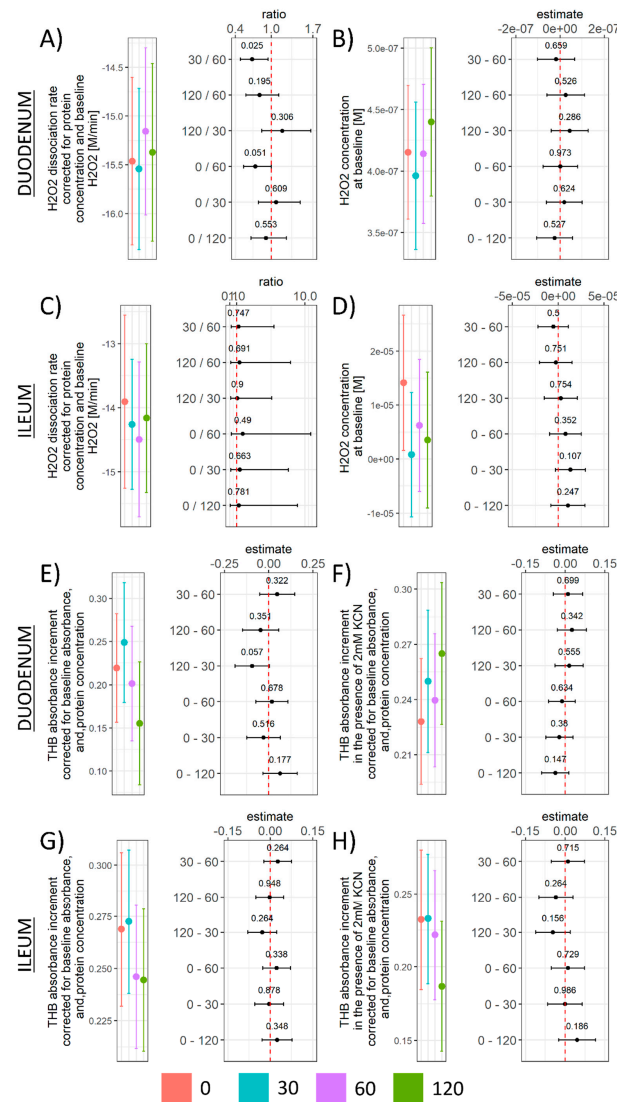 A)
DUODENUM
H2O2 dissociation rate
corrected for protein
concentration and baseline
H2O2 [M/min]
-14.5
-15.0
-15.5
-16.0
ratio
0.4 1.0 1.7
30 / 60
0.025
120 / 60
0.195
120 / 30
0.306
0 / 60
0.051
0 / 30
0.609
0 / 120
0.553
B)
H2O2 concentration
at baseline [M]
5.0e-07
4.5e-07
4.0e-07
3.5e-07
estimate
-2e-07 0e+00 2e-07
30 - 60
0.659
120 - 60
0.526
120 - 30
0.286
0 - 60
0.973
0 - 30
0.624
0 - 120
0.527
C)
ILEUM
H2O2 dissociation rate
corrected for protein
concentration and baseline
H2O2 [M/min]
-13
-14
-15
ratio
10.0
30 / 60
0.747
120 / 60
0.691
120 / 30
0.9
0 / 60
0.49
0 / 30
0.663
0 / 120
0.781
D)
H2O2 concentration
at baseline [M]
2e-05
1e-05
0e+00
-1e-05
estimate
-5e-05 0e+00 5e-05
30 - 60
0.5
120 - 60
0.751
120 - 30
0.754
0 - 60
0.352
0 - 30
0.107
0 - 120
0.247
E)
DUODENUM
THB absorbance increment
corrected for baseline absorbance,
and,protein concentration
0.30
0.25
0.20
0.15
0.10
estimate
-0.25 0.00 0.25
30 - 60
0.322
120 - 60
0.351
120 - 30
0.057
0 - 60
0.678
0 - 30
0.516
0 - 120
0.177
F)
THB absorbance increment
in the presence of 2mM KCN
corrected for baseline absorbance,
and,protein concentration
0.30
0.27
0.24
0.21
estimate
-0.15 0.00 0.15
30 - 60
0.699
120 - 60
0.342
120 - 30
0.555
0 - 60
0.634
0 - 30
0.38
0 - 120
0.147
G)
ILEUM
THB absorbance increment
corrected for baseline absorbance,
and,protein concentration
0.300
0.275
0.250
0.225
estimate
-0.15 0.00 0.15
30 - 60
0.264
120 - 60
0.948
120 - 30
0.264
0 - 60
0.338
0 - 30
0.878
0 - 120
0.348
H)
THB absorbance increment
in the presence of 2mM KCN
corrected for baseline absorbance,
and,protein concentration
0.25
0.20
0.15
estimate
-0.15 0.00 0.15
30 - 60
0.715
120 - 60
0.264
120 - 30
0.156
0 - 60
0.729
0 - 30
0.986
0 - 120
0.186
0 30 60 120